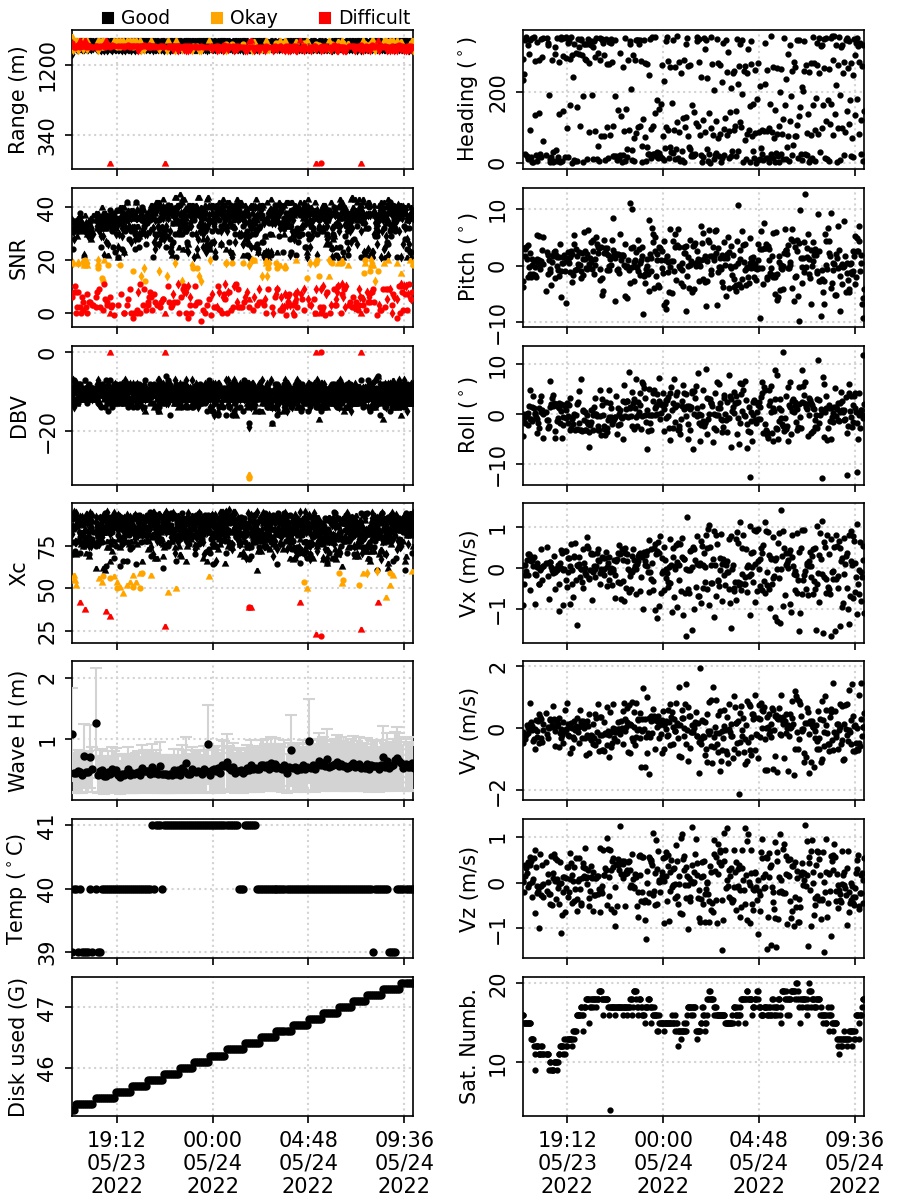 Good Okay Difficult
Range (m)
1200
340
Heading (°)
200
0
SNR
40
20
0
Pitch (°)
10
0
−10
DBV
0
−20
Roll (°)
10
0
−10
Xc
75
50
25
Vx (m/s)
1
0
−1
Wave H (m)
2
1
Vy (m/s)
2
0
−2
Temp (°C)
41
40
39
Vz (m/s)
1
0
−1
Disk used (G)
47
46
Sat. Numb.
20
10
19:12 00:00 04:48 09:36
05/23 05/24 05/24 05/24
2022 2022 2022 2022
19:12 00:00 04:48 09:36
05/23 05/24 05/24 05/24
2022 2022 2022 2022